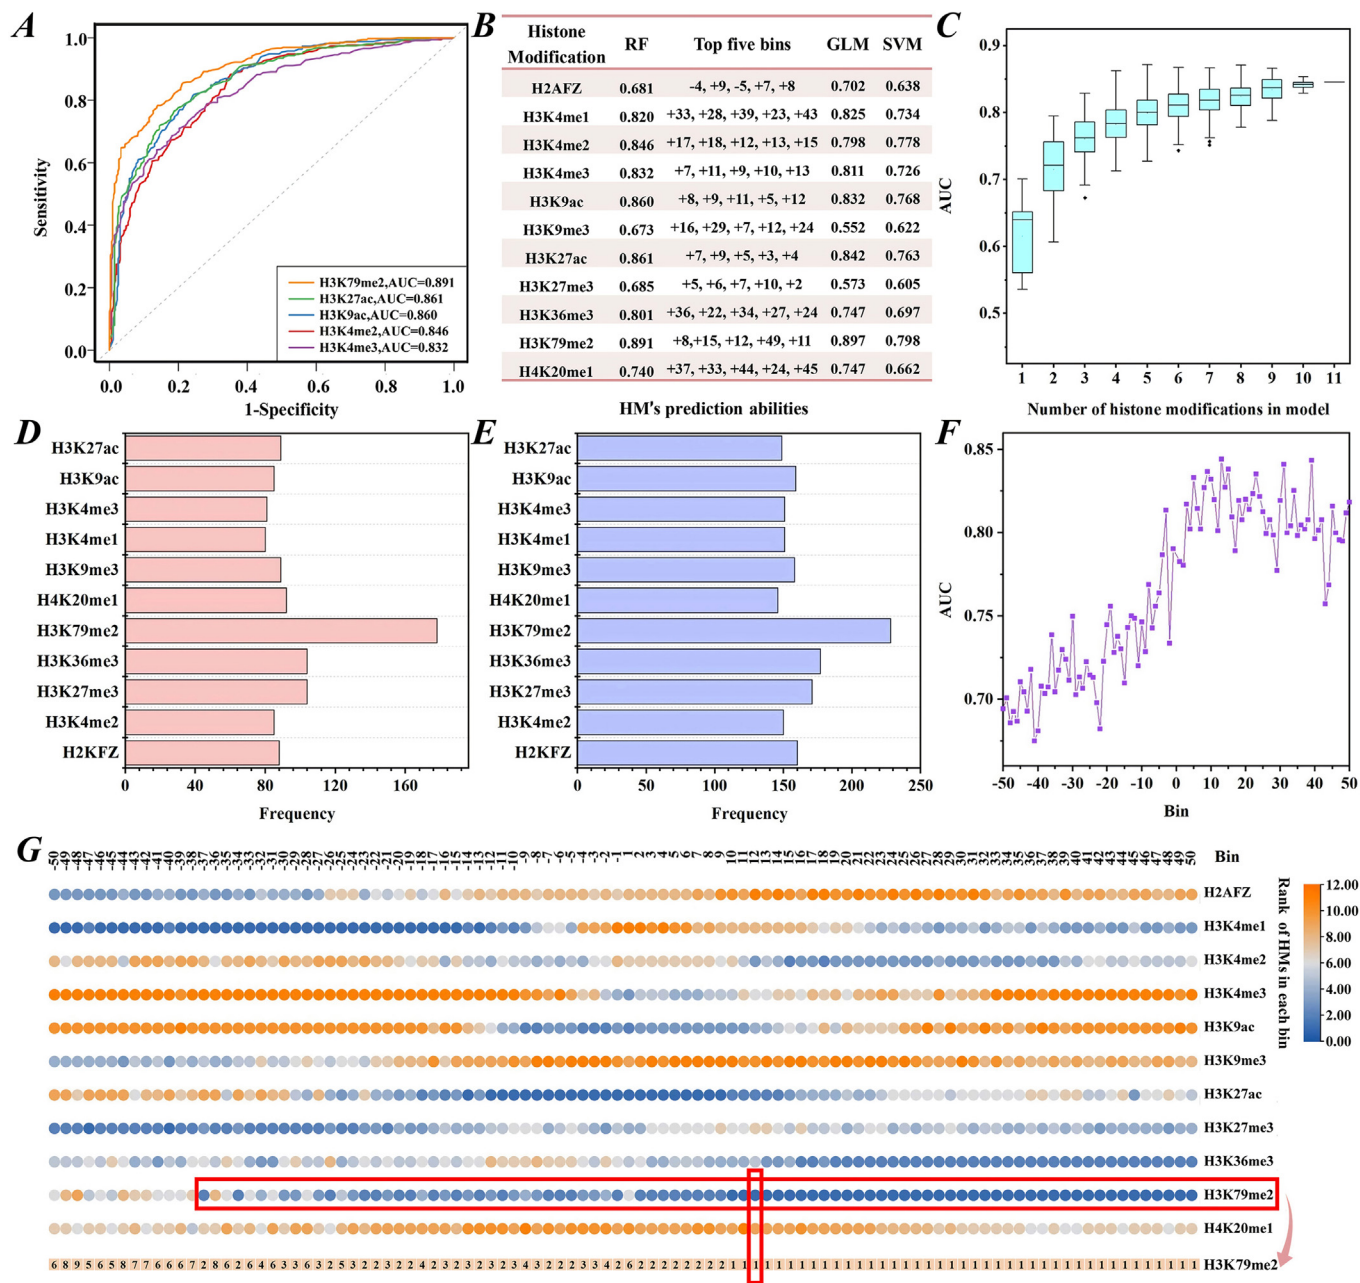 A
1.0
0.8
0.6
0.4
0.2
0.0
Sensitivity
0.0 0.2 0.4 0.6 0.8 1.0
1-Specificity
H3K79me2,AUC=0.891
H3K27ac,AUC=0.861
H3K9ac,AUC=0.860
H3K4me2,AUC=0.846
H3K4me3,AUC=0.832
B
Histone Modification RF Top five bins GLM SVM
H2AFZ 0.681 -4, +9, -5, +7, +8 0.702 0.638
H3K4me1 0.820 +33, +28, +39, +23, +43 0.825 0.734
H3K4me2 0.846 +17, +18, +12, +13, +15 0.798 0.778
H3K4me3 0.832 +7, +11, +9, +10, +13 0.811 0.726
H3K9ac 0.860 +8, +9, +11, +5, +12 0.832 0.768
H3K9me3 0.673 +16, +29, +7, +12, +24 0.552 0.622
H3K27ac 0.861 +7, +9, +5, +3, +4 0.842 0.763
H3K27me3 0.685 +5, +6, +7, +10, +2 0.573 0.605
H3K36me3 0.801 +36, +22, +34, +27, +24 0.747 0.697
H3K79me2 0.891 +8,+15, +12, +49, +11 0.897 0.798
H4K20me1 0.740 +37, +33, +44, +24, +45 0.747 0.662
HM's prediction abilities
C
0.9
0.8
0.7
0.6
0.5
AUC
1 2 3 4 5 6 7 8 9 10 11
Number of histone modifications in model
D
H3K27ac
H3K9ac
H3K4me3
H3K4me1
H3K9me3
H4K20me1
H3K79me2
H3K36me3
H3K27me3
H3K4me2
H2KFZ
0 40 80 120 160
Frequency
E
H3K27ac
H3K9ac
H3K4me3
H3K4me1
H3K9me3
H4K20me1
H3K79me2
H3K36me3
H3K27me3
H3K4me2
H2KFZ
0 50 100 150 200 250
Frequency
F
0.85
0.80
0.75
0.70
AUC
-50 -40 -30 -20 -10 0 10 20 30 40 50
Bin
G
Bin
H2AFZ
H3K4me1
H3K4me2
H3K4me3
H3K9ac
H3K9me3
H3K27ac
H3K27me3
H3K36me3
H3K79me2
H4K20me1
H3K79me2
Rank of HMs in each bin
12.00
10.00
8.00
6.00
4.00
2.00
0.00